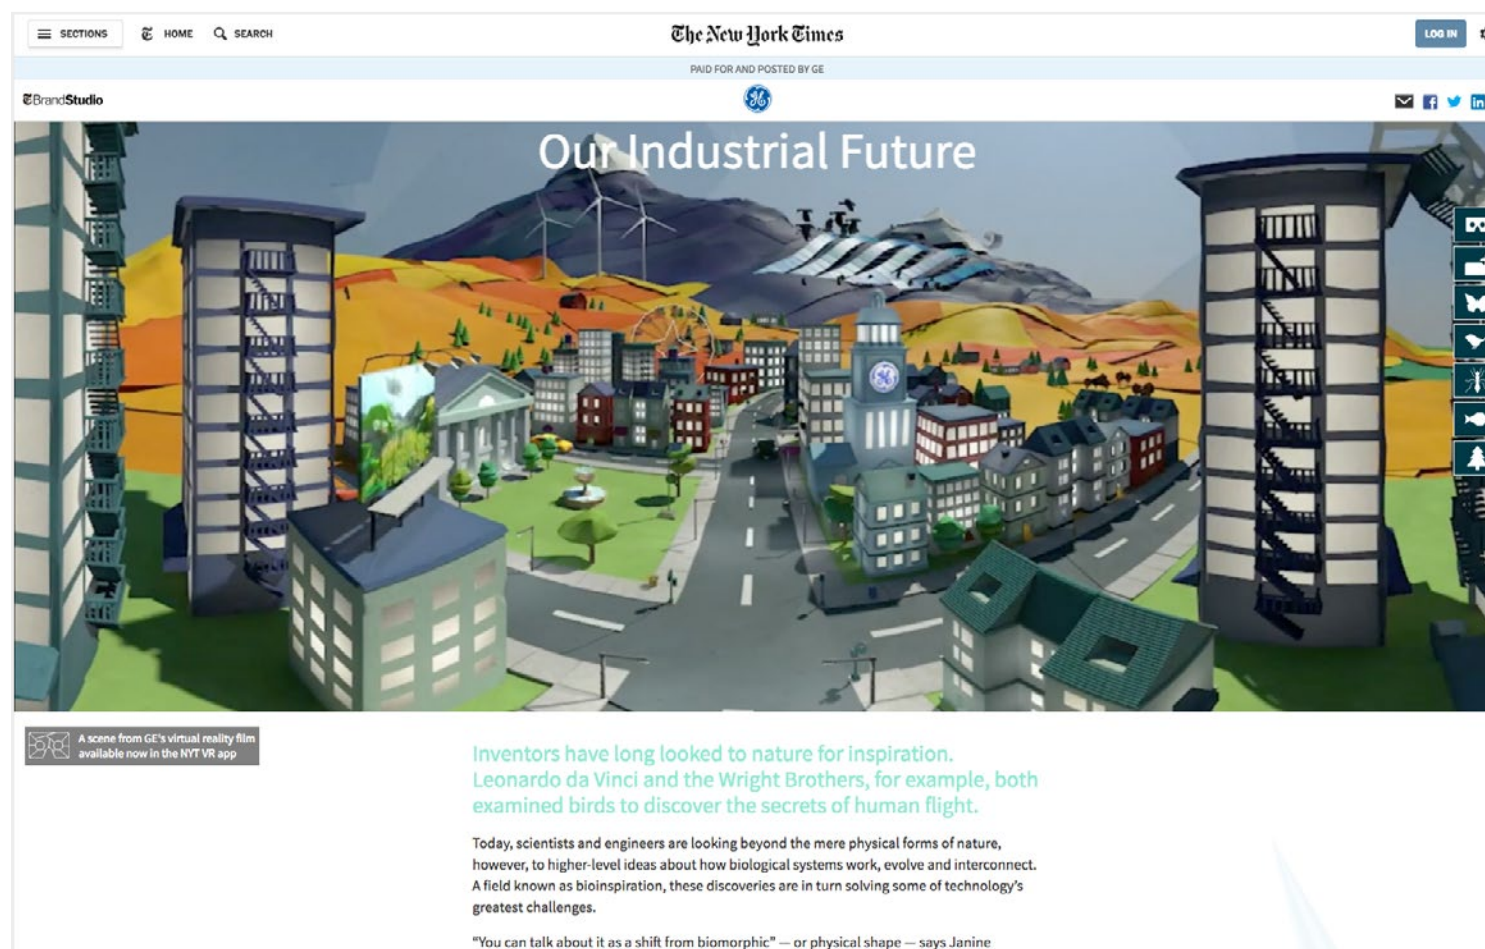 SECTIONS
HOME
SEARCH
The New York Times
LOG IN
PAID FOR AND POSTED BY GE
TBrandStudio
GE
Our Industrial Future
GE
A scene from GE's virtual reality film
available now in the NYT VR app
Inventors have long looked to nature for inspiration.
Leonardo da Vinci and the Wright Brothers, for example, both
examined birds to discover the secrets of human flight.
Today, scientists and engineers are looking beyond the mere physical forms of nature,
however, to higher-level ideas about how biological systems work, evolve and interconnect.
A field known as bioinspiration, these discoveries are in turn solving some of technology's
greatest challenges.
“You can talk about it as a shift from biomorphic” — or physical shape — says Janine